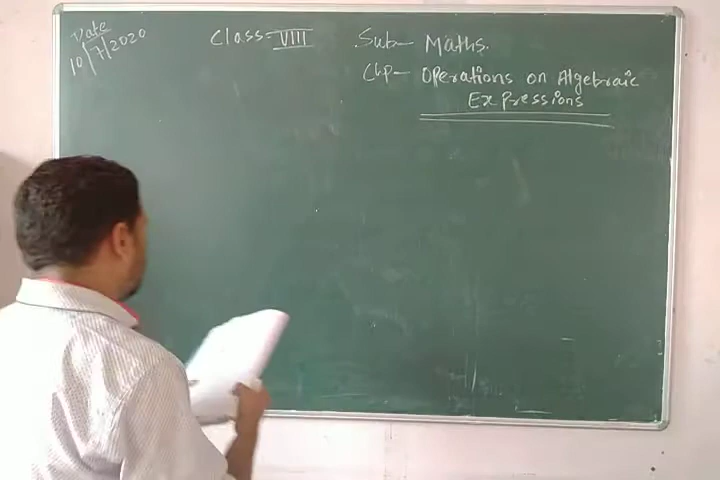 Date
10/7/2020
Class- VIII
Sub- Maths.
Chp- Operations on Algebraic
Expressions